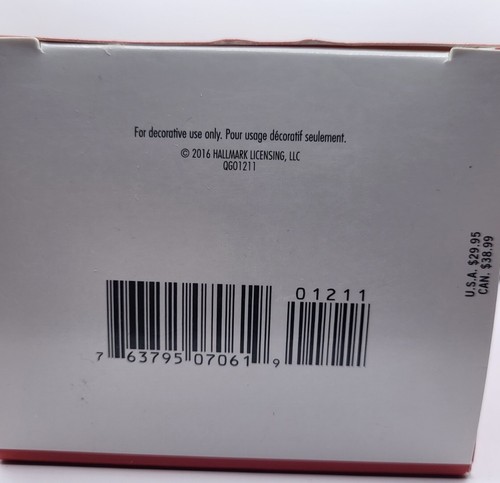 For decorative use only. Pour usage décoratif seulement.
© 2016 HALLMARK LICENSING, LLC
QGO1211
U.S.A. $29.95
CAN. $38.99
01211
7 63795 07061 9